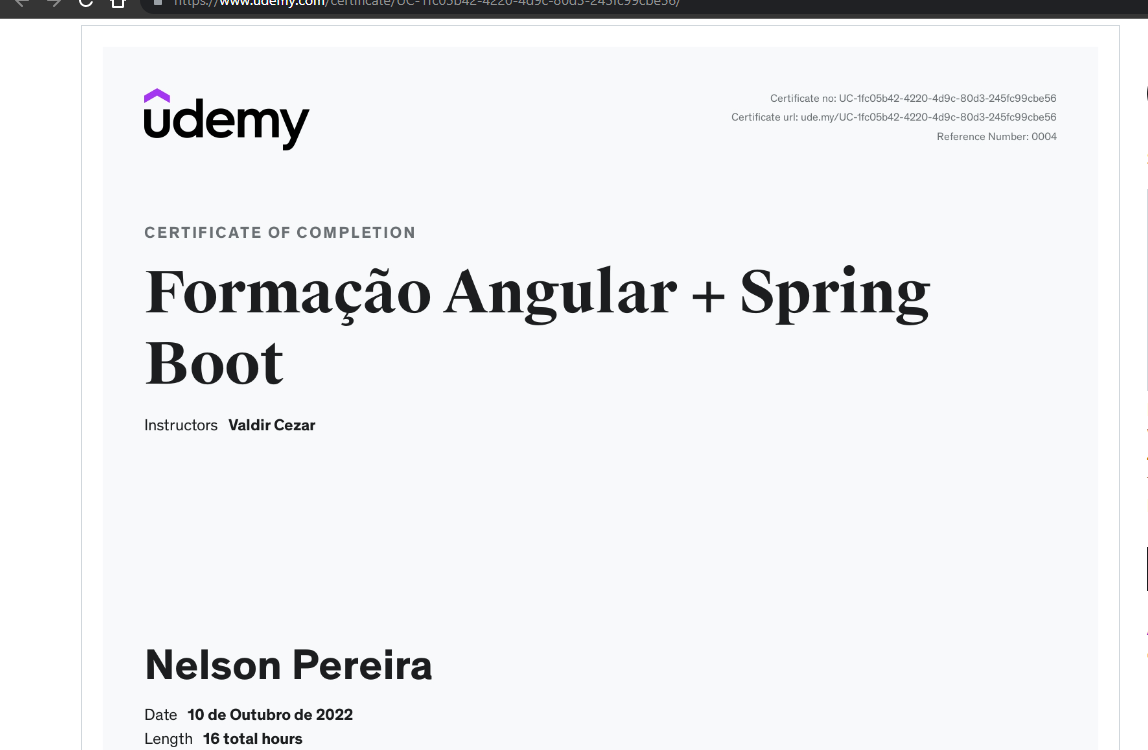 https://www.udemy.com/certificate/UC-1fc05b42-4220-4d9c-80d3-245fc99cbe56/
ûdemy
Certificate no: UC-1fc05b42-4220-4d9c-80d3-245fc99cbe56
Certificate url: ude.my/UC-1fc05b42-4220-4d9c-80d3-245fc99cbe56
Reference Number: 0004
CERTIFICATE OF COMPLETION
Formação Angular + Spring
Boot
Instructors Valdir Cezar
Nelson Pereira
Date 10 de Outubro de 2022
Length 16 total hours